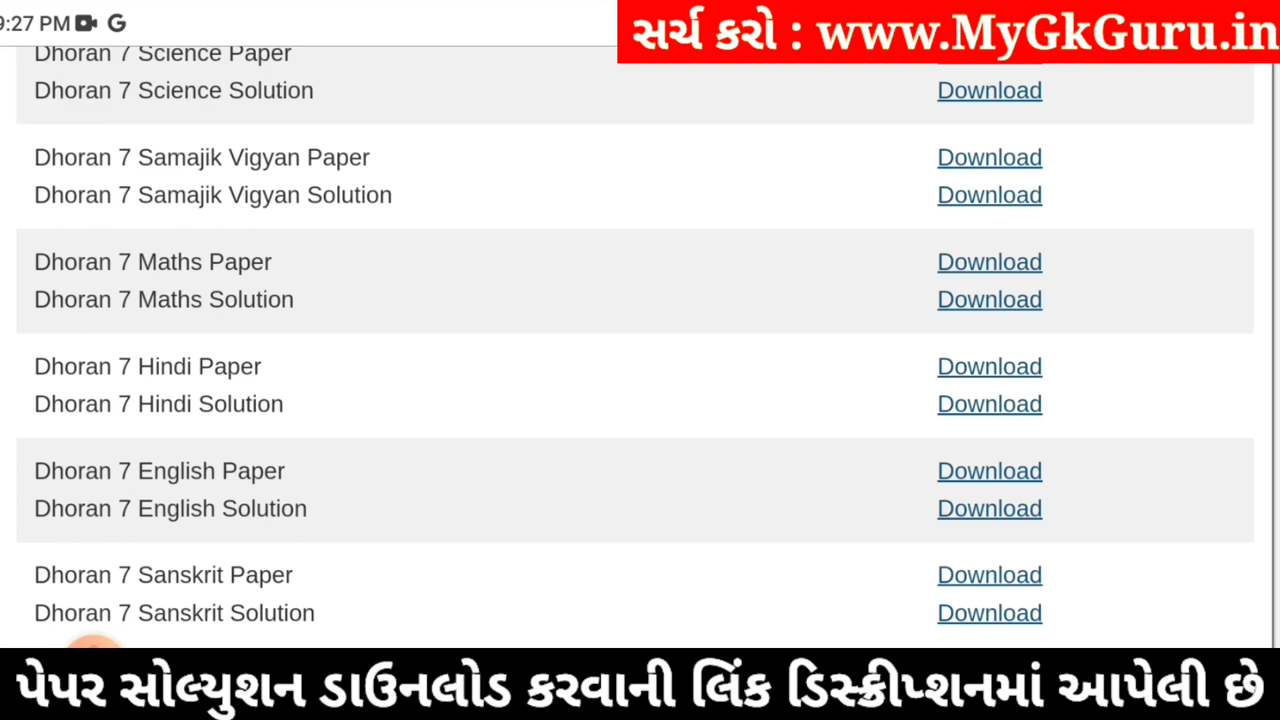 9:27 PM G
સર્ચ કરો : www.MyGkGuru.in
Dhoran 7 Science Paper
Dhoran 7 Science Solution Download
Dhoran 7 Samajik Vigyan Paper Download
Dhoran 7 Samajik Vigyan Solution Download
Dhoran 7 Maths Paper Download
Dhoran 7 Maths Solution Download
Dhoran 7 Hindi Paper Download
Dhoran 7 Hindi Solution Download
Dhoran 7 English Paper Download
Dhoran 7 English Solution Download
Dhoran 7 Sanskrit Paper Download
Dhoran 7 Sanskrit Solution Download
પેપર સોલ્યુશન ડાઉનલોડ કરવાની લિંક ડિસ્ક્રીપ્શનમાં આપેલી છે